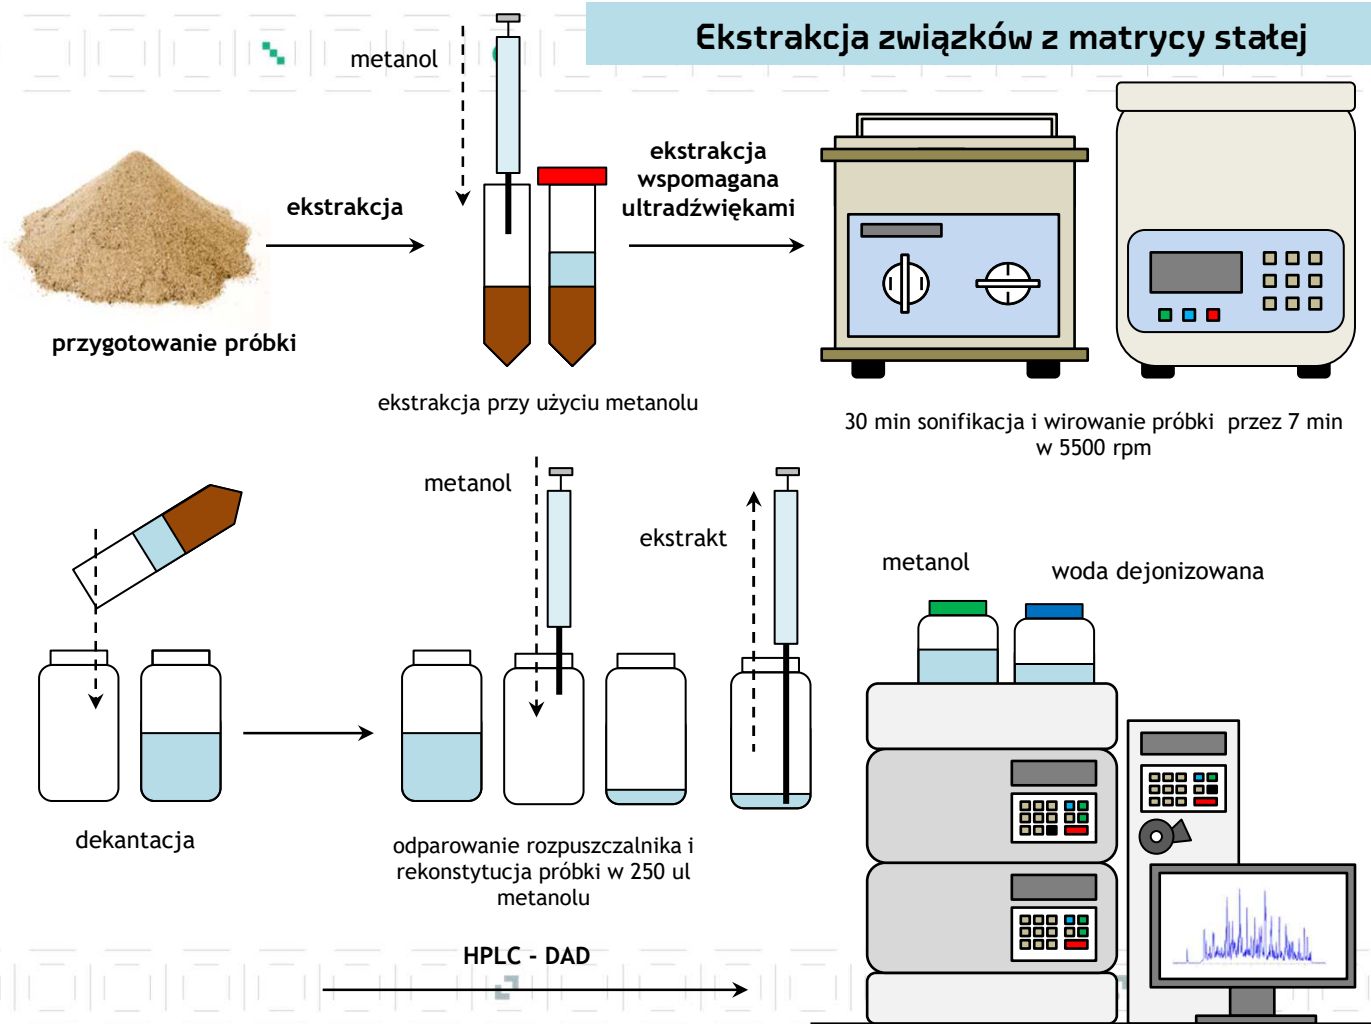 Ekstrakcja związków z matrycy stałej
metanol
ekstrakcja
ekstrakcja
wspomagana
ultradźwiękami
przygotowanie próbki
ekstrakcja przy użyciu metanolu
30 min sonifikacja i wirowanie próbki  przez 7 min
w 5500 rpm
metanol
ekstrakt
metanol
woda dejonizowana
dekantacja
odparowanie rozpuszczalnika i
rekonstytucja próbki w 250 ul
metanolu
HPLC - DAD